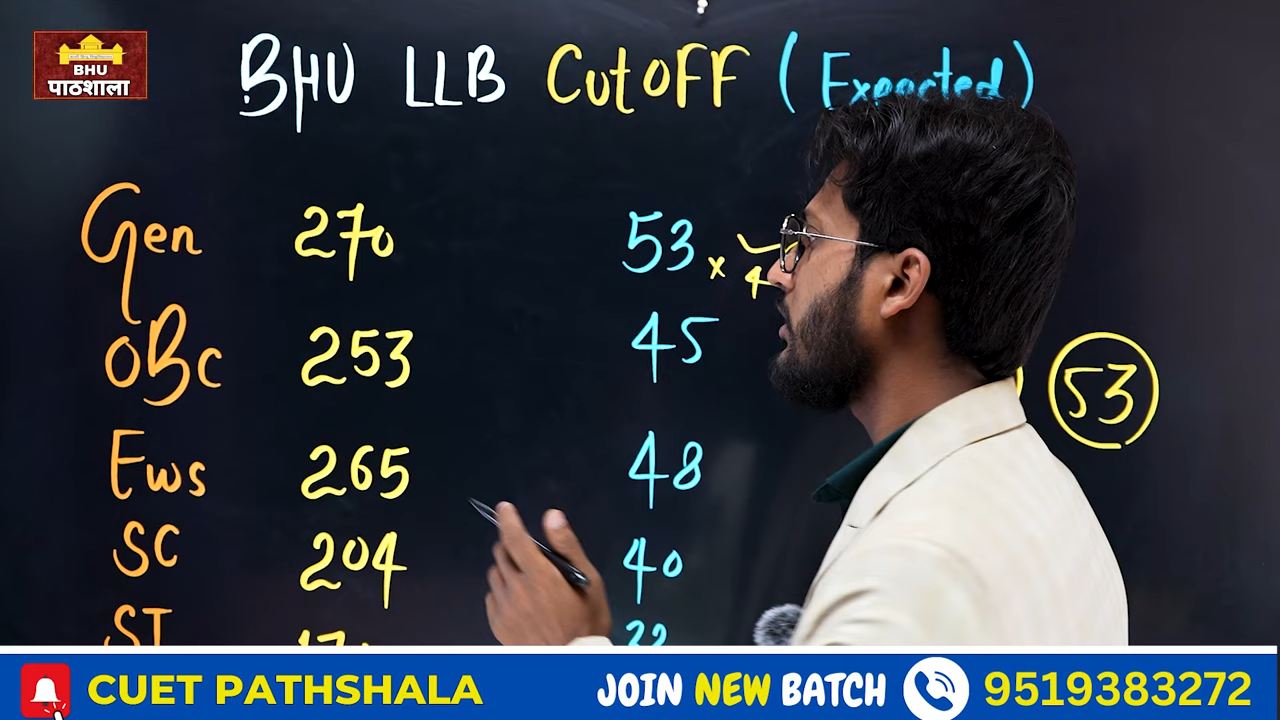 BHU
पाठशाला
BHU LLB CutOFF (Expected)
Gen 270 53 x
OBC 253 45
53
Ews 265 48
SC 204 40
ST
CUET PATHSHALA JOIN NEW BATCH 9519383272